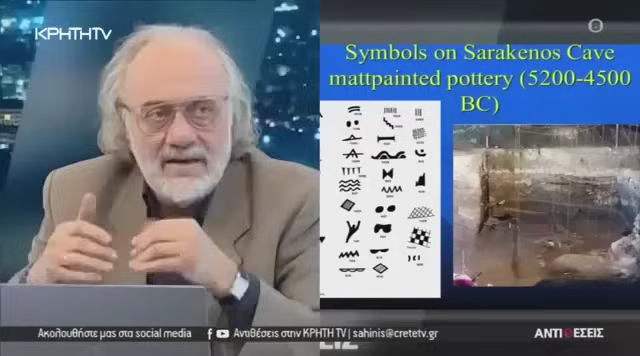 ΚΡΗΤΗTV
Symbols on Sarakenos Cave
mattpainted pottery (5200-4500
BC)
Ακολουθήστε μας στα social media
Αντιθέσεις στην ΚΡΗΤΗ TV | sahinis@cretetv.gr
ΑΝΤΙΘΕΣΕΙΣ